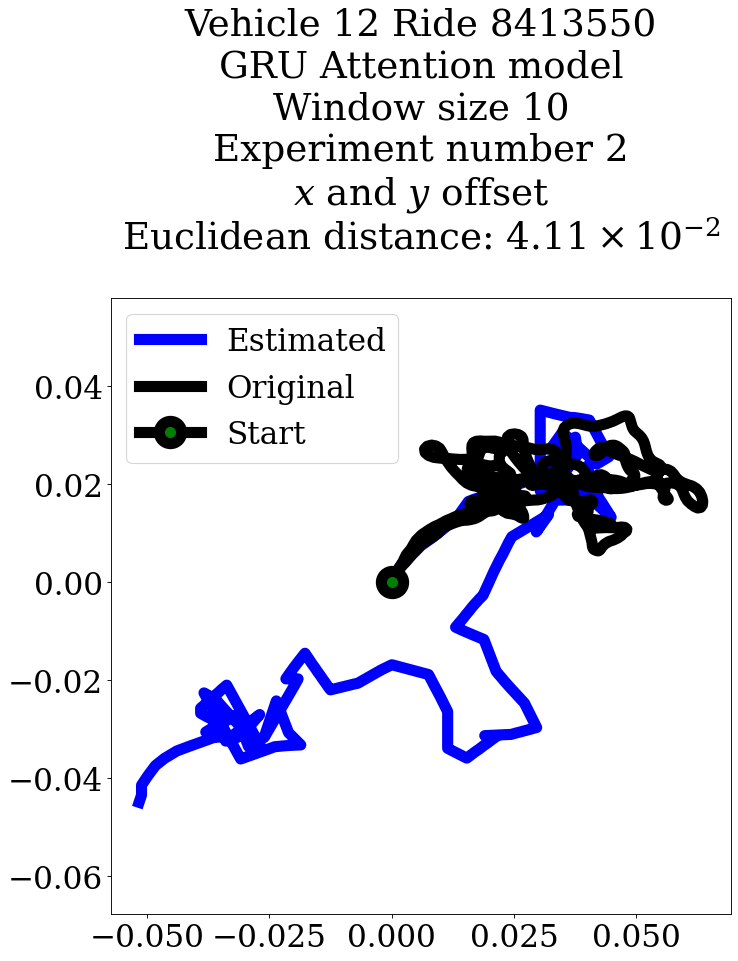 Vehicle 12 Ride 8413550
GRU Attention model
Window size 10
Experiment number 2
x and y offset
Euclidean distance: 4.11 × 10⁻²
Estimated
Original
Start
0.04
0.02
0.00
−0.02
−0.04
−0.06
−0.050 −0.025 0.000 0.025 0.050